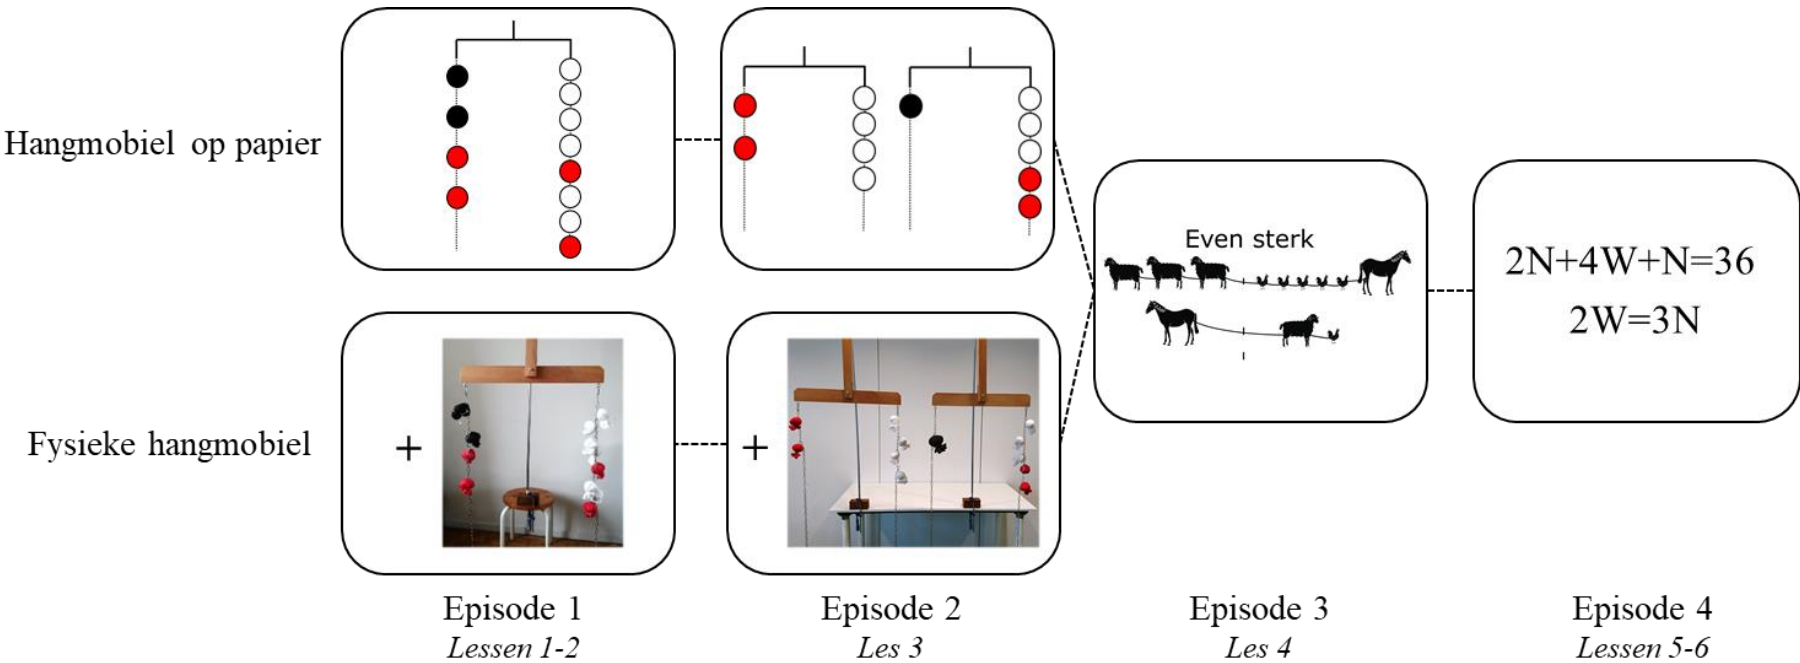 Hangmobiel op papier
Even sterk
2N+4W+N=36
2W=3N
Fysieke hangmobiel
+
+
Episode 1
Lessen 1-2
Episode 2
Les 3
Episode 3
Les 4
Episode 4
Lessen 5-6